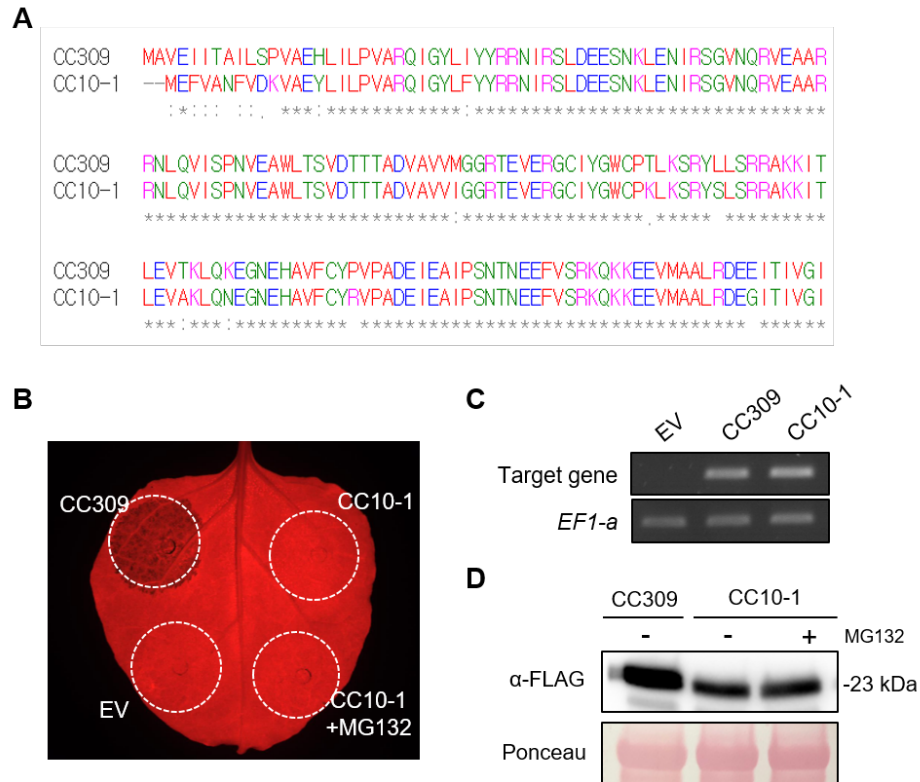 A
CC309 MAVEIITAILSPVAEHLILPVARQIGYLIYYRRNIRSLDEESNKLENIRSGVNQRVEAAR
CC10-1 --MEFVANFVDKVAEYLILPVARQIGYLFYYRRNIRSLDEESNKLENIRSGVNQRVEAAR
:*::: ::. ***:************:*******************************
CC309 RNLQVISPNVEAWLTSVDTTTADVAVVMGGRTEVERGCIYGWCPTLKSRYLLSRRAKKIT
CC10-1 RNLQVISPNVEAWLTSVDTTTADVAVVIGGRTEVERGCIYGWCPKLKSRYSLSRRAKKIT
***************************:****************.***** *********
CC309 LEVTKLQKEGNEHAVFCYPVPADEIEAIPSNTNEEFVSRKQKKEEVMAALRDEEITIVGI
CC10-1 LEVAKLQNEGNEHAVFCYRVPADEIEAIPSNTNEEFVSRKQKKEEVMAALRDEGITIVGI
***:***:********** ********************************** ******
B
CC309
CC10-1
EV
CC10-1
+MG132
C
EV CC309 CC10-1
Target gene
EF1-a
D
CC309 CC10-1
- - + MG132
α-FLAG -23 kDa
Ponceau